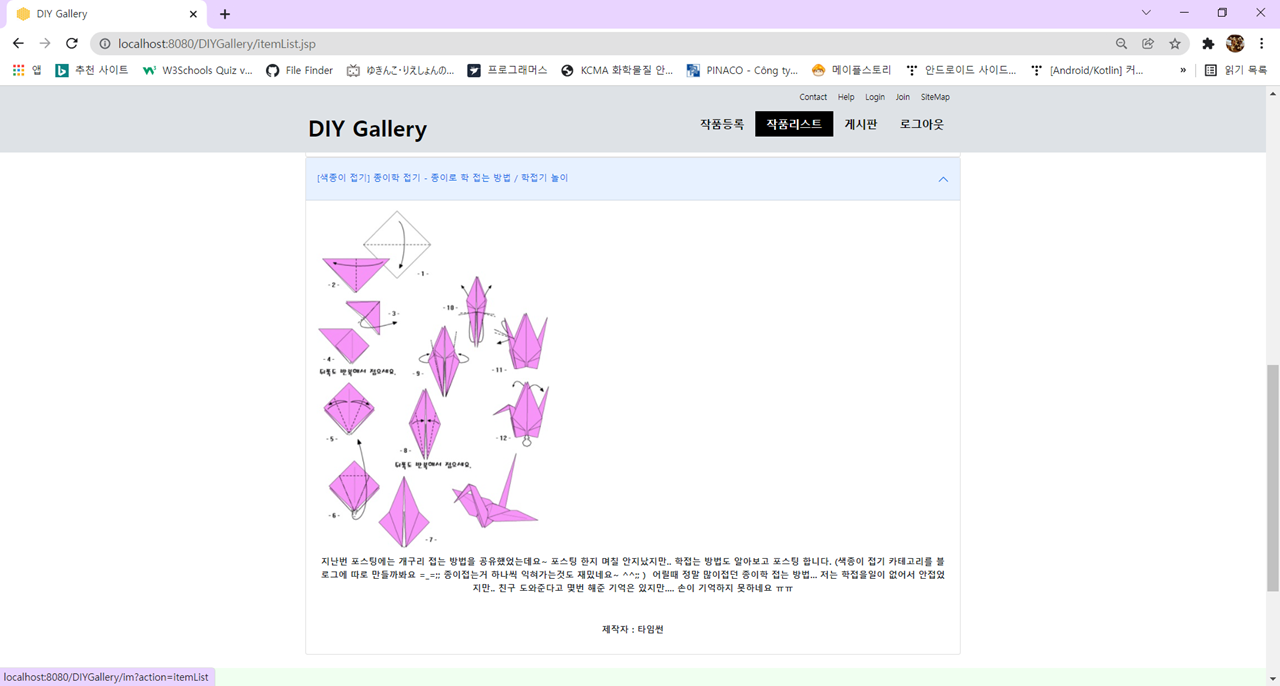 DIY Gallery
localhost:8080/DIYGallery/itemList.jsp
앱 추천 사이트 W3Schools Quiz v... File Finder ゆきんこ・りえしょんの... 프로그래머스 KCMA 화학물질 안... PINACO - Công ty... 메이플스토리 안드로이드 사이드... [Android/Kotlin] 커... » 읽기 목록
Contact Help Login Join SiteMap
DIY Gallery 작품등록 작품리스트 게시판 로그아웃
[색종이 접기] 종이학 접기 - 종이로 학 접는 방법 / 학접기 놀이
- 1 -
- 2 -
- 3 -
- 4 -
뒤쪽도 반복해서 접으세요.
- 5 -
- 6 -
- 7 -
- 8 -
뒤쪽도 반복해서 접으세요.
- 9 -
- 10 -
- 11 -
- 12 -
지난번 포스팅에는 개구리 접는 방법을 공유했었는데요~ 포스팅 한지 며칠 안지났지만.. 학접는 방법도 알아보고 포스팅 합니다. (색종이 접기 카테고리를 블
로그에 따로 만들까봐요 =_=;; 종이접는거 하나씩 익혀가는것도 재밌네요~ ^^;; ) 어릴때 정말 많이접던 종이학 접는 방법... 저는 학접을일이 없어서 안접었
지만.. 친구 도와준다고 몇번 해준 기억은 있지만.... 손이 기억하지 못하네요 ㅠㅠ
제작자 : 타임썬
localhost:8080/DIYGallery/im?action=itemList